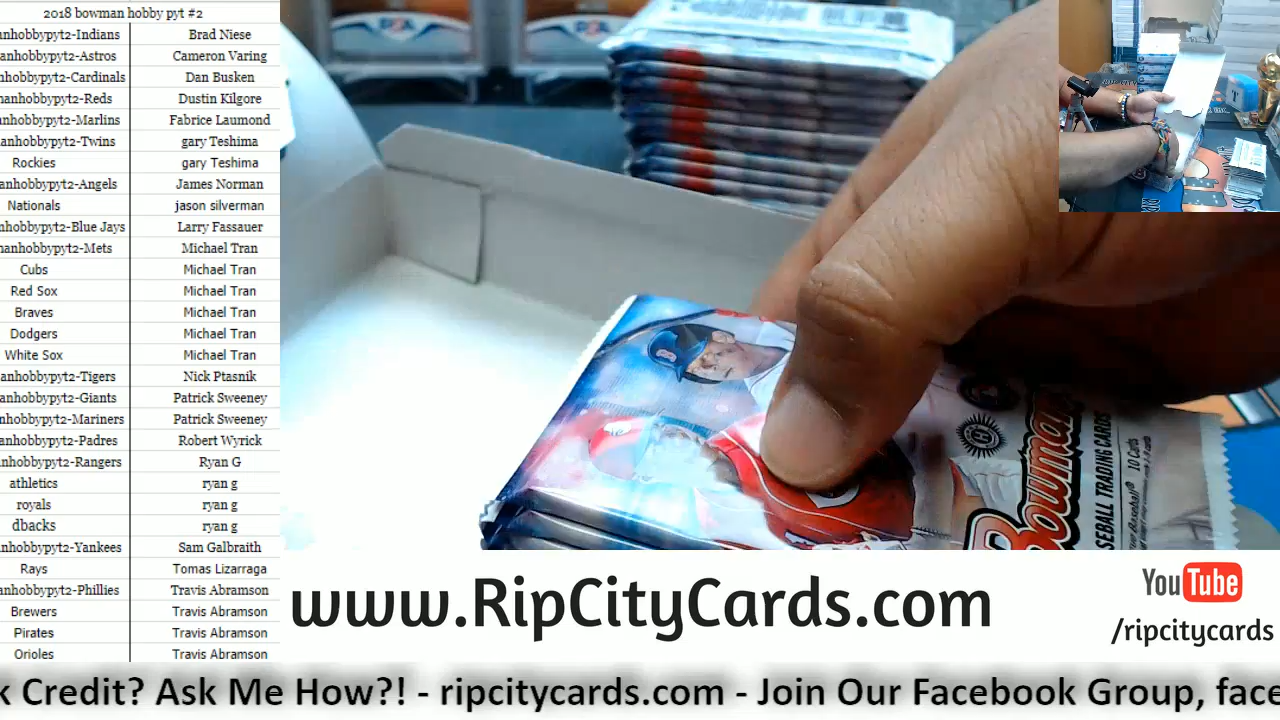 2018 bowman hobby pyt #2
anhobbypyt2-Indians Brad Niese
anhobbypyt2-Astros Cameron Varing
nhobbypyt2-Cardinals Dan Busken
nanhobbypyt2-Reds Dustin Kilgore
nanhobbypyt2-Marlins Fabrice Laumond
anhobbypyt2-Twins gary Teshima
Rockies gary Teshima
anhobbypyt2-Angels James Norman
Nationals jason silverman
nhobbypyt2-Blue Jays Larry Fassauer
nanhobbypyt2-Mets Michael Tran
Cubs Michael Tran
Red Sox Michael Tran
Braves Michael Tran
Dodgers Michael Tran
White Sox Michael Tran
anhobbypyt2-Tigers Nick Ptasnik
anhobbypyt2-Giants Patrick Sweeney
nhobbypyt2-Mariners Patrick Sweeney
anhobbypyt2-Padres Robert Wyrick
nhobbypyt2-Rangers Ryan G
athletics ryan g
royals ryan g
dbacks ryan g
nhobbypyt2-Yankees Sam Galbraith
Rays Tomas Lizarraga
anhobbypyt2-Phillies Travis Abramson
Brewers Travis Abramson
Pirates Travis Abramson
Orioles Travis Abramson
Bowman
SEBALL TRADING CARDS
10 Cards
www.RipCityCards.com
YouTube
/ripcitycards
k Credit? Ask Me How?! - ripcitycards.com - Join Our Facebook Group, face